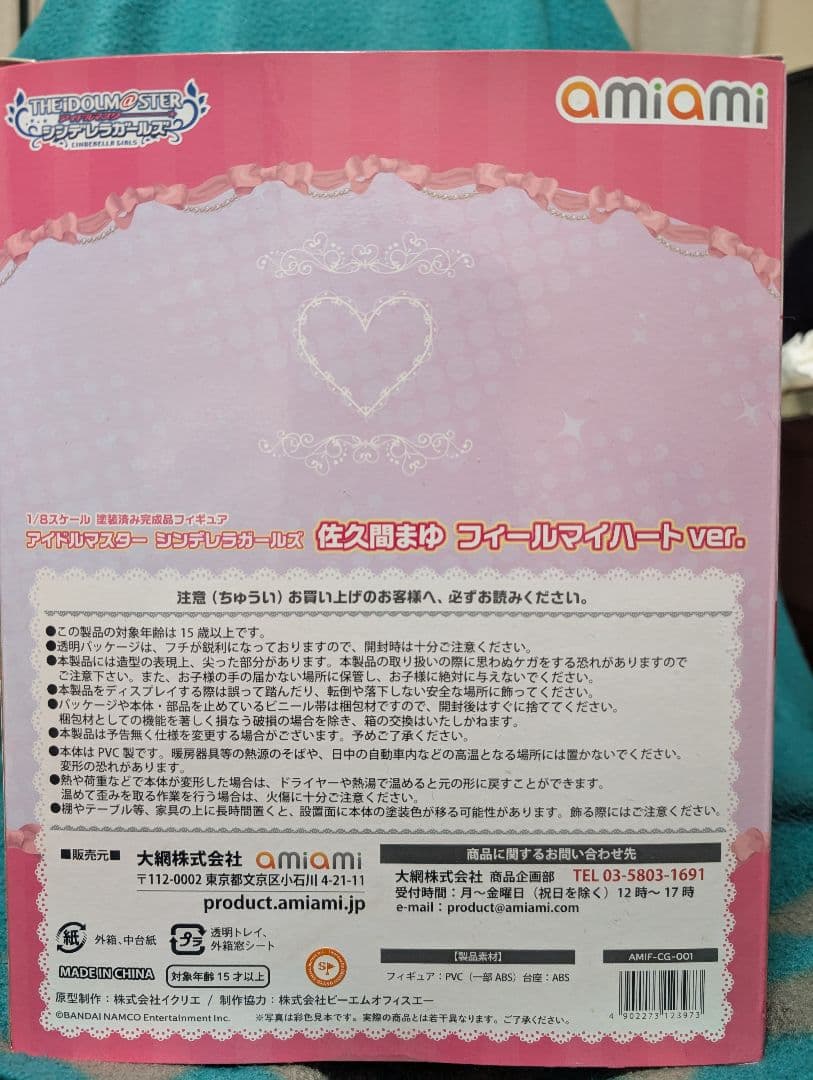 THE iDOLM@STER
アイドルマスター
シンデレラガールズ
CINDERELLA GIRLS
amiami
1/8スケール 塗装済み完成品フィギュア
アイドルマスター シンデレラガールズ 佐久間まゆ フィールマイハートver.
注意（ちゅうい）お買い上げのお客様へ、必ずお読みください。
●この製品の対象年齢は15歳以上です。
●透明パッケージは、フチが鋭利になっておりますので、開封時は十分ご注意ください。
●本製品には造型の表現上、尖った部分があります。本製品の取り扱いの際に思わぬケガをする恐れがありますので
ご注意下さい。また、お子様の手の届かない場所に保管し、お子様に絶対に与えないでください。
●本製品をディスプレイする際は誤って踏んだり、転倒や落下しない安全な場所に飾ってください。
●パッケージや本体・部品を止めているビニール帯は梱包材ですので、開封後はすぐに捨ててください。
梱包材としての機能を著しく損なう破損の場合を除き、箱の交換はいたしかねます。
●本製品は予告無く仕様を変更する場合がございます。予めご了承ください。
●本体はPVC製です。暖房器具等の熱源のそばや、日中の自動車内などの高温となる場所には置かないでください。
変形の恐れがあります。
●熱や荷重などで本体が変形した場合は、ドライヤーや熱湯で温めると元の形に戻すことができます。
温めて歪みを取る作業を行う場合は、火傷に十分ご注意ください。
●棚やテーブル等、家具の上に長時間置くと、設置面に本体の塗装色が移る可能性があります。飾る際にはご注意ください。
■販売元■ 大網株式会社 amiami
〒112-0002 東京都文京区小石川4-21-11
product.amiami.jp
商品に関するお問い合わせ先
大網株式会社 商品企画部 TEL 03-5803-1691
受付時間：月～金曜日（祝日を除く）12時～17時
e-mail：product@amiami.com
紙 外箱、中台紙
プラ 透明トレイ、
外箱窓シート
MADE IN CHINA
対象年齢15才以上
SP
【製品素材】
フィギュア：PVC（一部ABS）台座：ABS
AMIF-CG-001
4 902273 123973
原型制作：株式会社イクリエ / 制作協力：株式会社ビーエムオフィスエー
©BANDAI NAMCO Entertainment Inc.
※写真は彩色見本です。実際の商品とは若干異なります。ご了承ください。